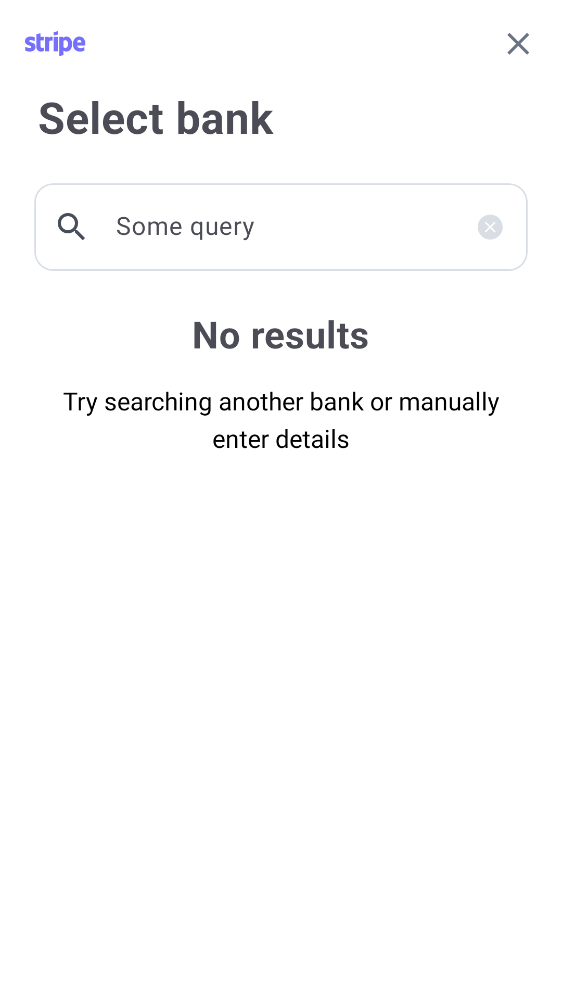 stripe
Select bank
Some query
No results
Try searching another bank or manually
enter details